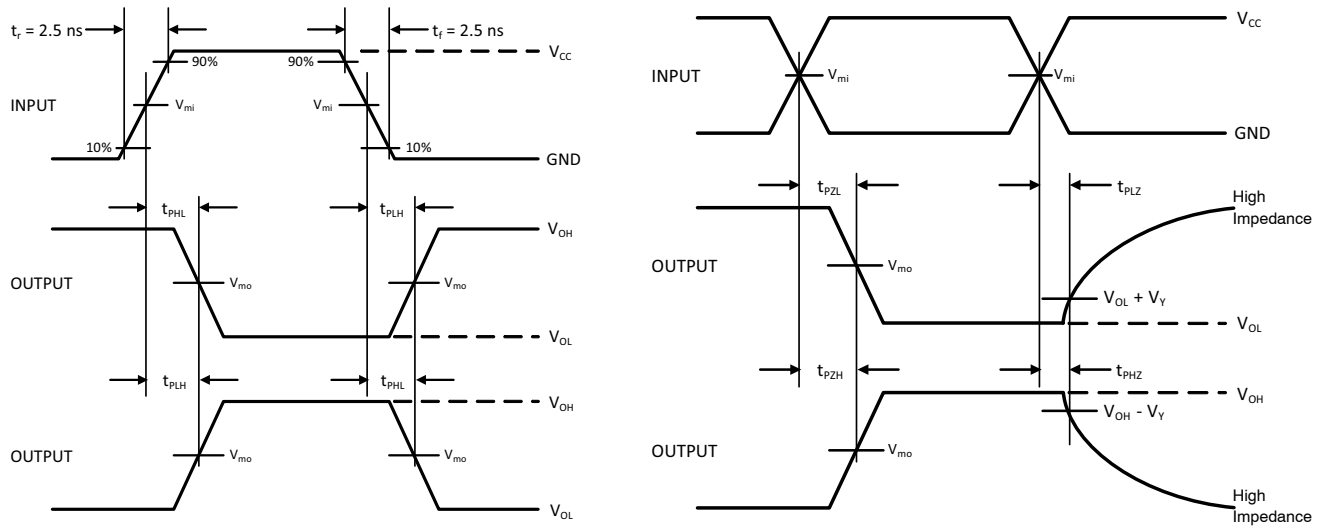 tr = 2.5 ns
tf = 2.5 ns
VCC
90%
90%
INPUT
Vmi
Vmi
10%
10%
GND
tPHL
tPLH
VOH
OUTPUT
Vmo
Vmo
VOL
tPLH
tPHL
VOH
OUTPUT
Vmo
Vmo
VOL
VCC
INPUT
Vmi
Vmi
GND
tPZL
tPLZ
High
Impedance
OUTPUT
Vmo
VOL + VY
VOL
tPZH
tPHZ
VOH
VOH - VY
OUTPUT
Vmo
High
Impedance